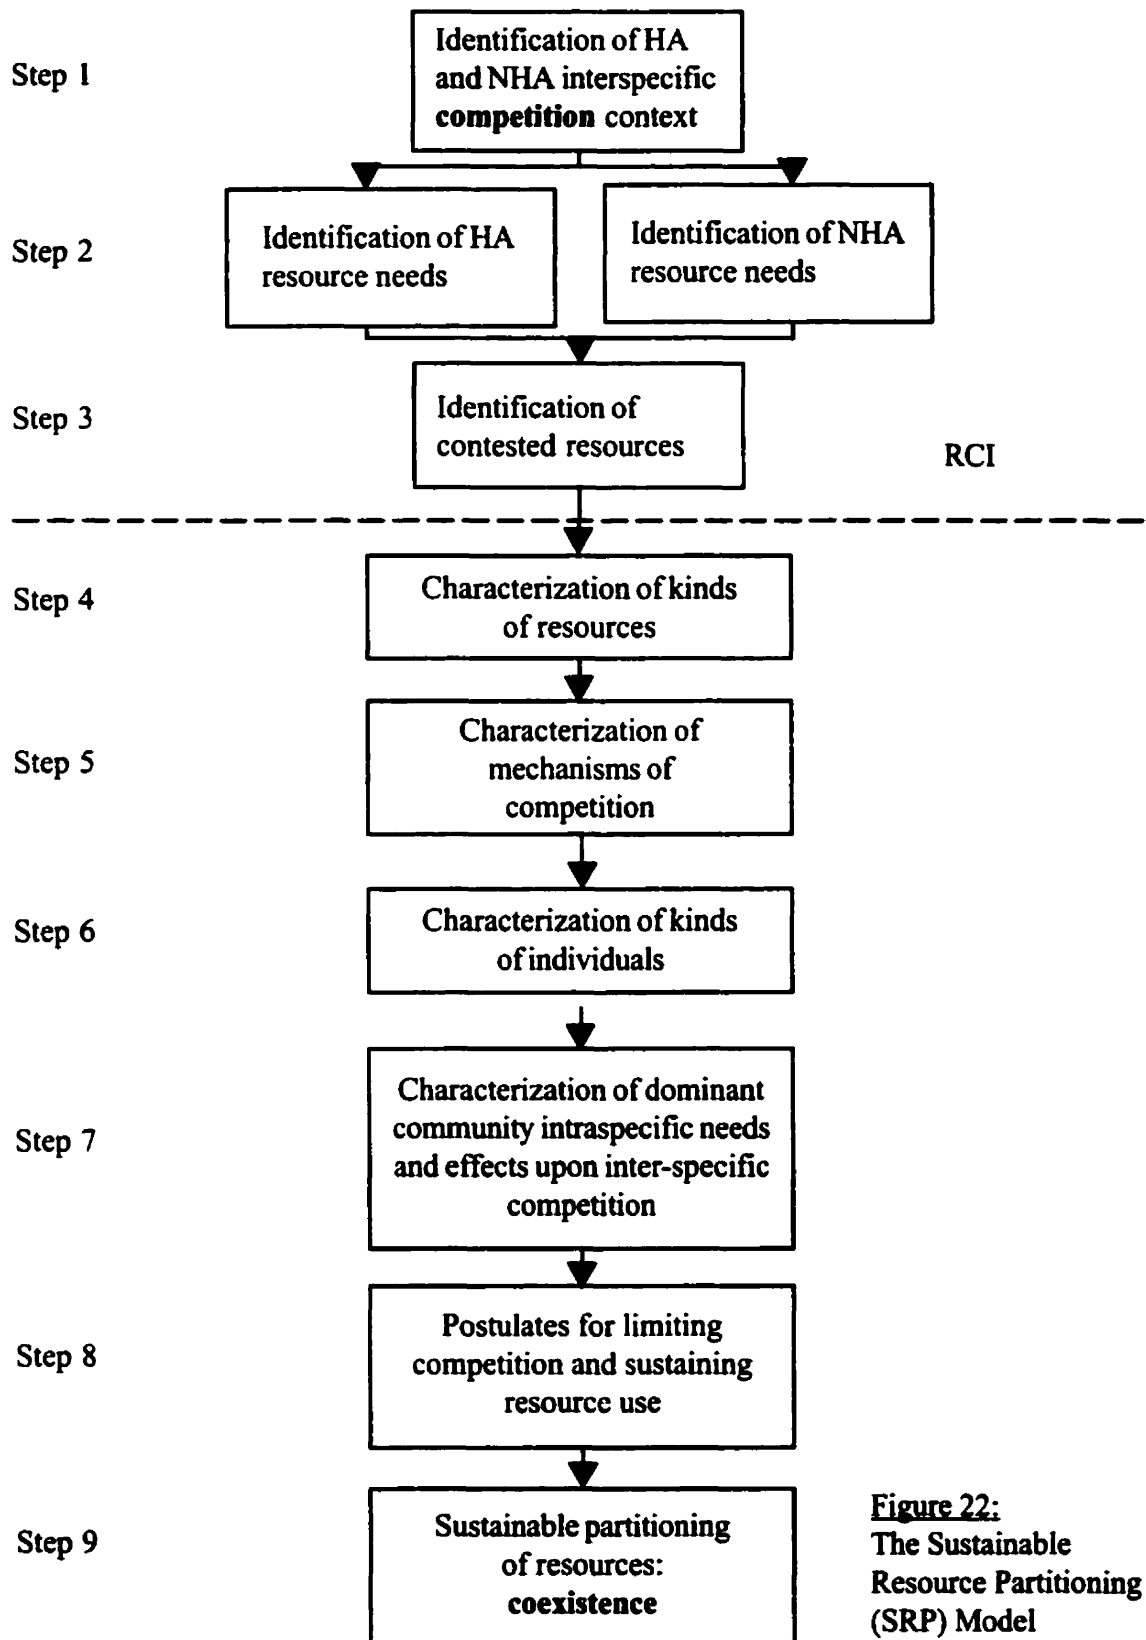 Step 1
Identification of HA
and NHA interspecific
competition context
Step 2
Identification of HA
resource needs
Identification of NHA
resource needs
Step 3
Identification of
contested resources
RCI
Step 4
Characterization of kinds
of resources
Step 5
Characterization of
mechanisms of
competition
Step 6
Characterization of kinds
of individuals
Step 7
Characterization of dominant
community intraspecific needs
and effects upon inter-specific
competition
Step 8
Postulates for limiting
competition and sustaining
resource use
Step 9
Sustainable partitioning
of resources:
coexistence
Figure 22:
The Sustainable
Resource Partitioning
(SRP) Model